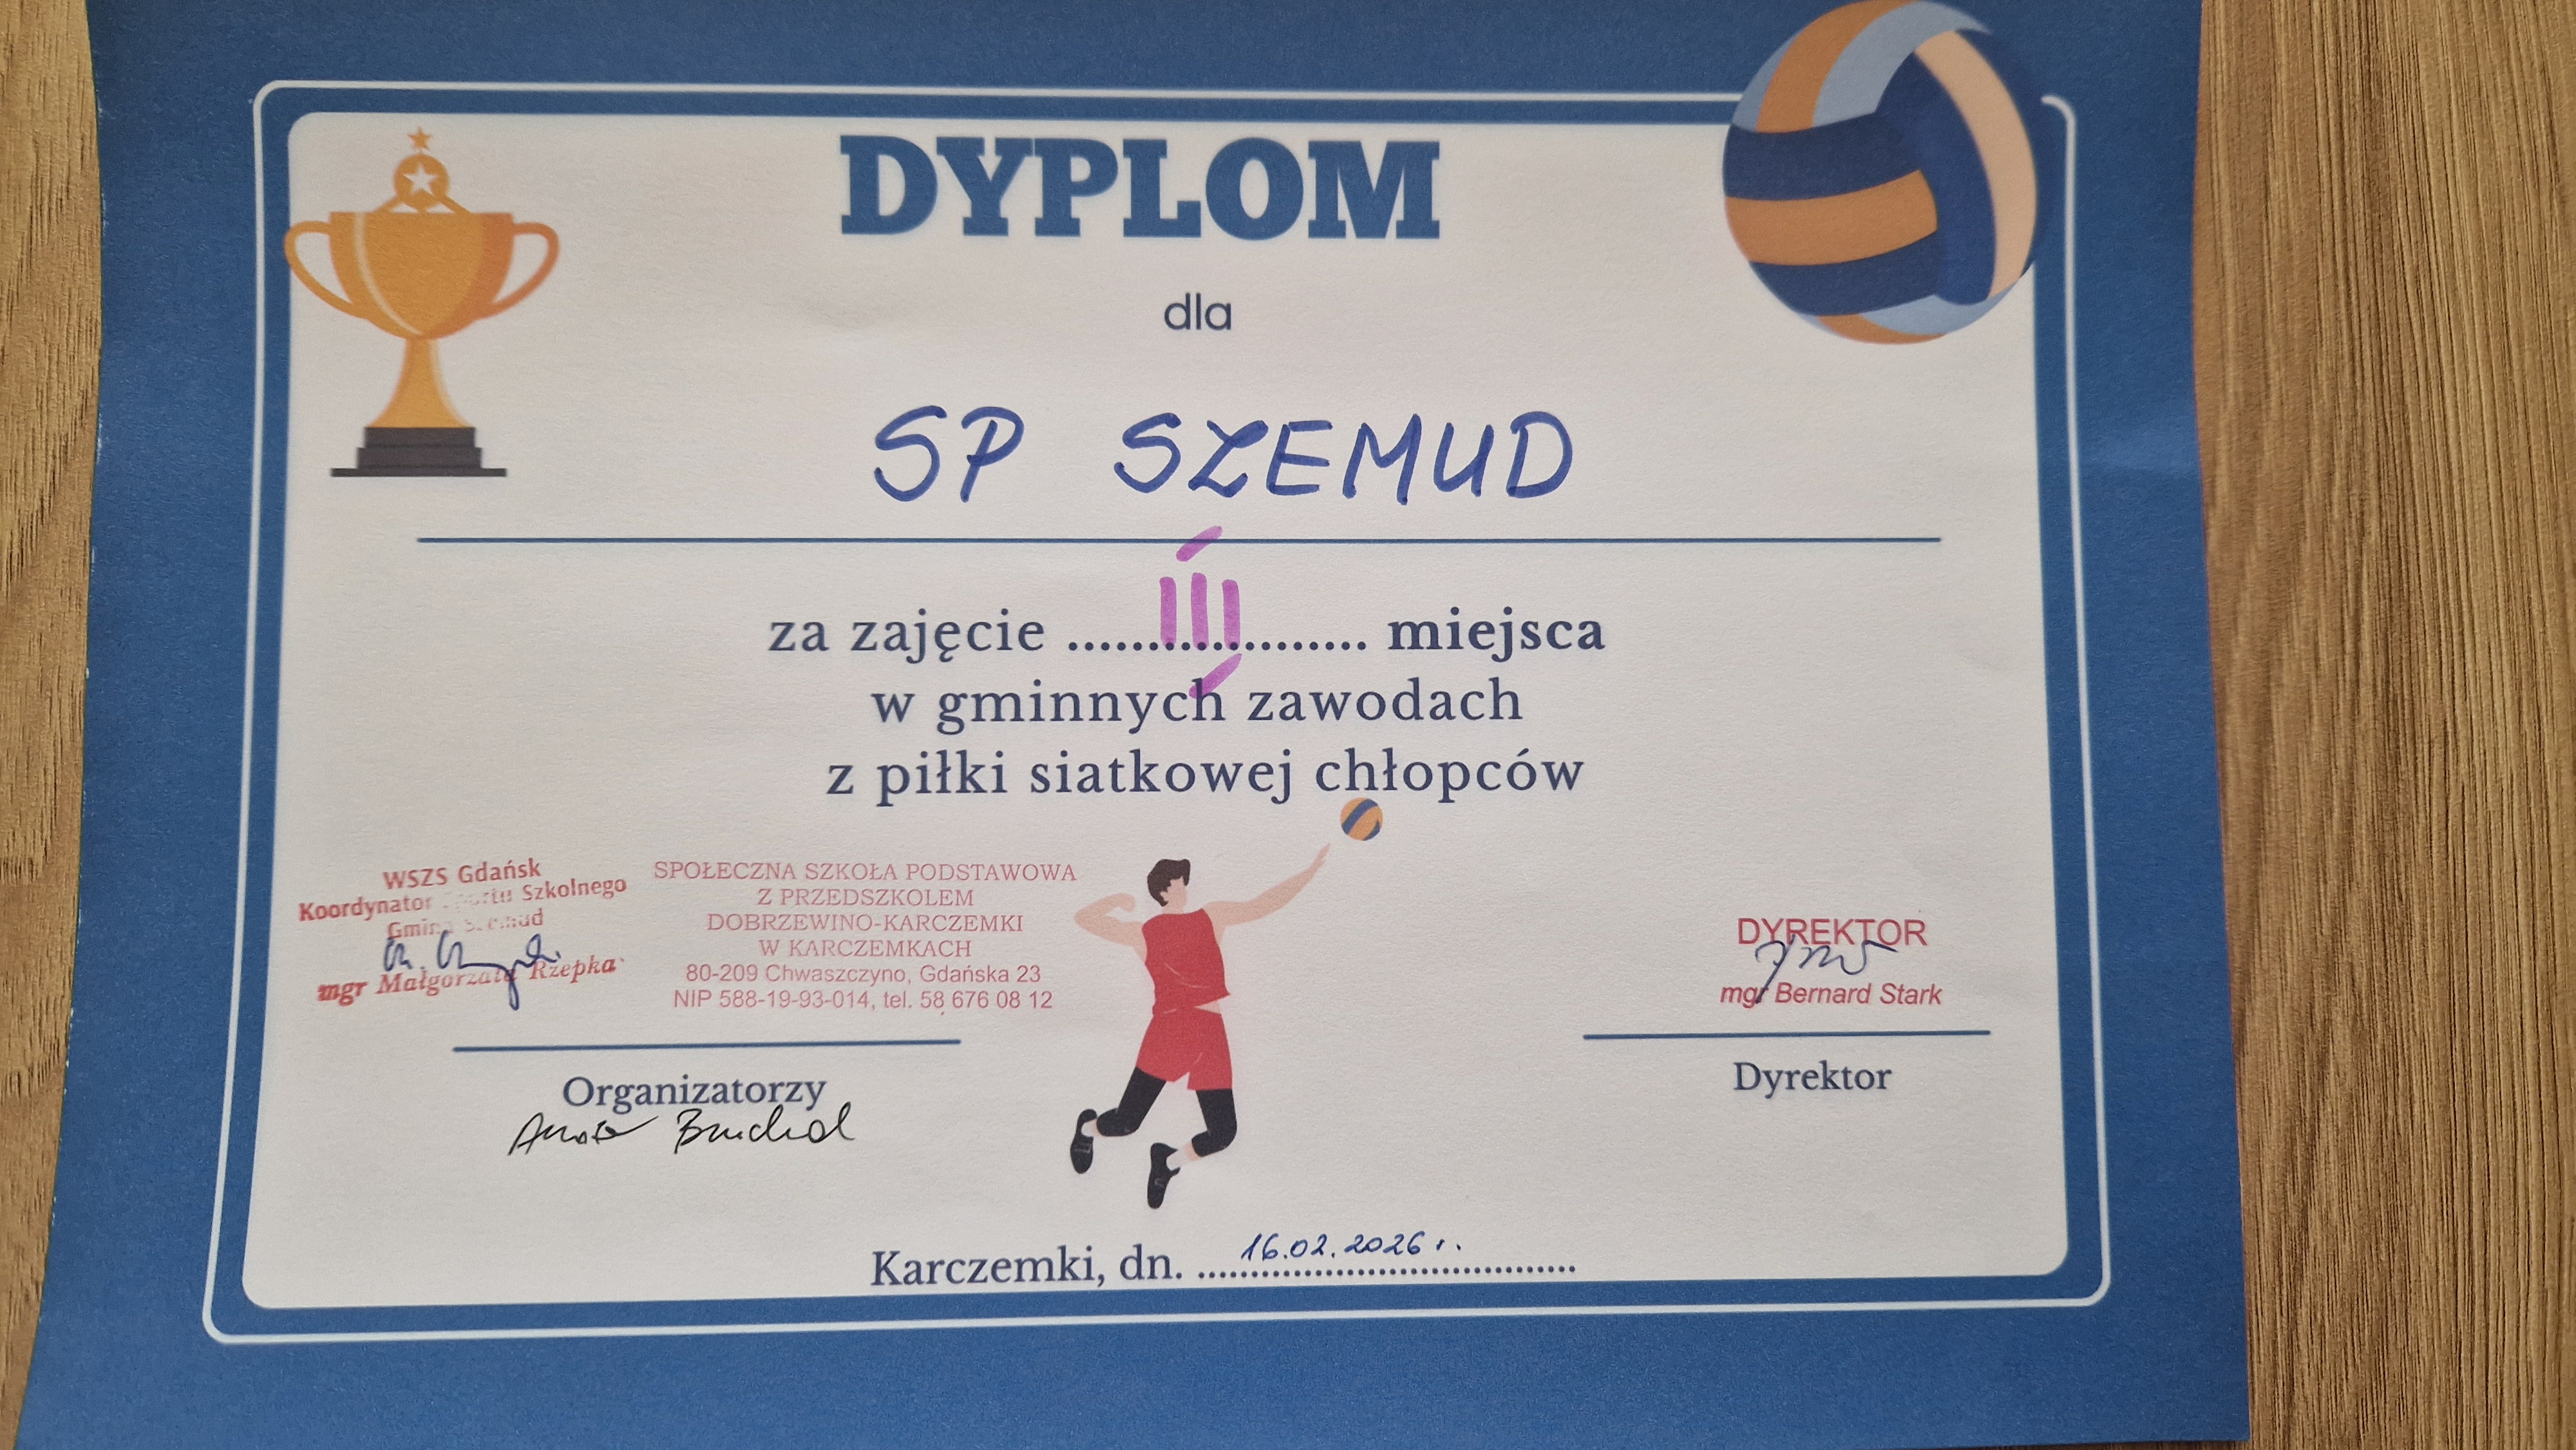 DYPLOM
dla
SP SZEMUD
za zajęcie ........III........ miejsca
w gminnych zawodach
z piłki siatkowej chłopców
WSZS Gdańsk
Koordynator Sportu Szkolnego
Gmina Szemud
mgr Małgorzata Rzepka
SPOŁECZNA SZKOŁA PODSTAWOWA
Z PRZEDSZKOLEM
DOBRZEWINO-KARCZEMKI
W KARCZEMKACH
80-209 Chwaszczyno, Gdańska 23
NIP 588-19-93-014, tel. 58 676 08 12
DYREKTOR
mgr Bernard Stark
Organizatorzy
Dyrektor
Karczemki, dn. 16.02.2026 r.